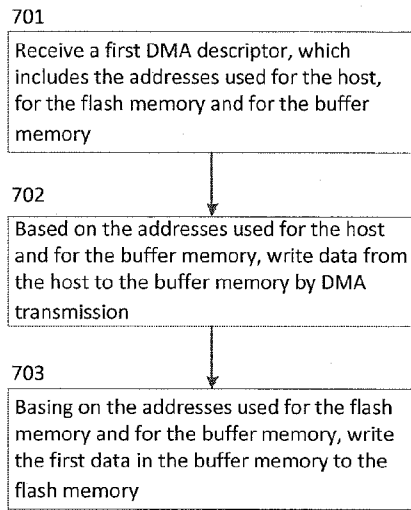 701
Receive a first DMA descriptor, which
includes the addresses used for the host,
for the flash memory and for the buffer
memory
702
Based on the addresses used for the host
and for the buffer memory, write data from
the host to the buffer memory by DMA
transmission
703
Basing on the addresses used for the flash
memory and for the buffer memory, write
the first data in the buffer memory to the
flash memory